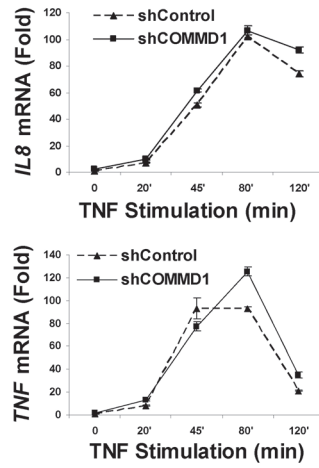 IL8 mRNA (Fold)
120
100
80
60
40
20
0
shControl
shCOMMD1
0 20' 45' 80' 120'
TNF Stimulation (min)
TNF mRNA (Fold)
140
120
100
80
60
40
20
0
shControl
shCOMMD1
0 20' 45' 80' 120'
TNF Stimulation (min)